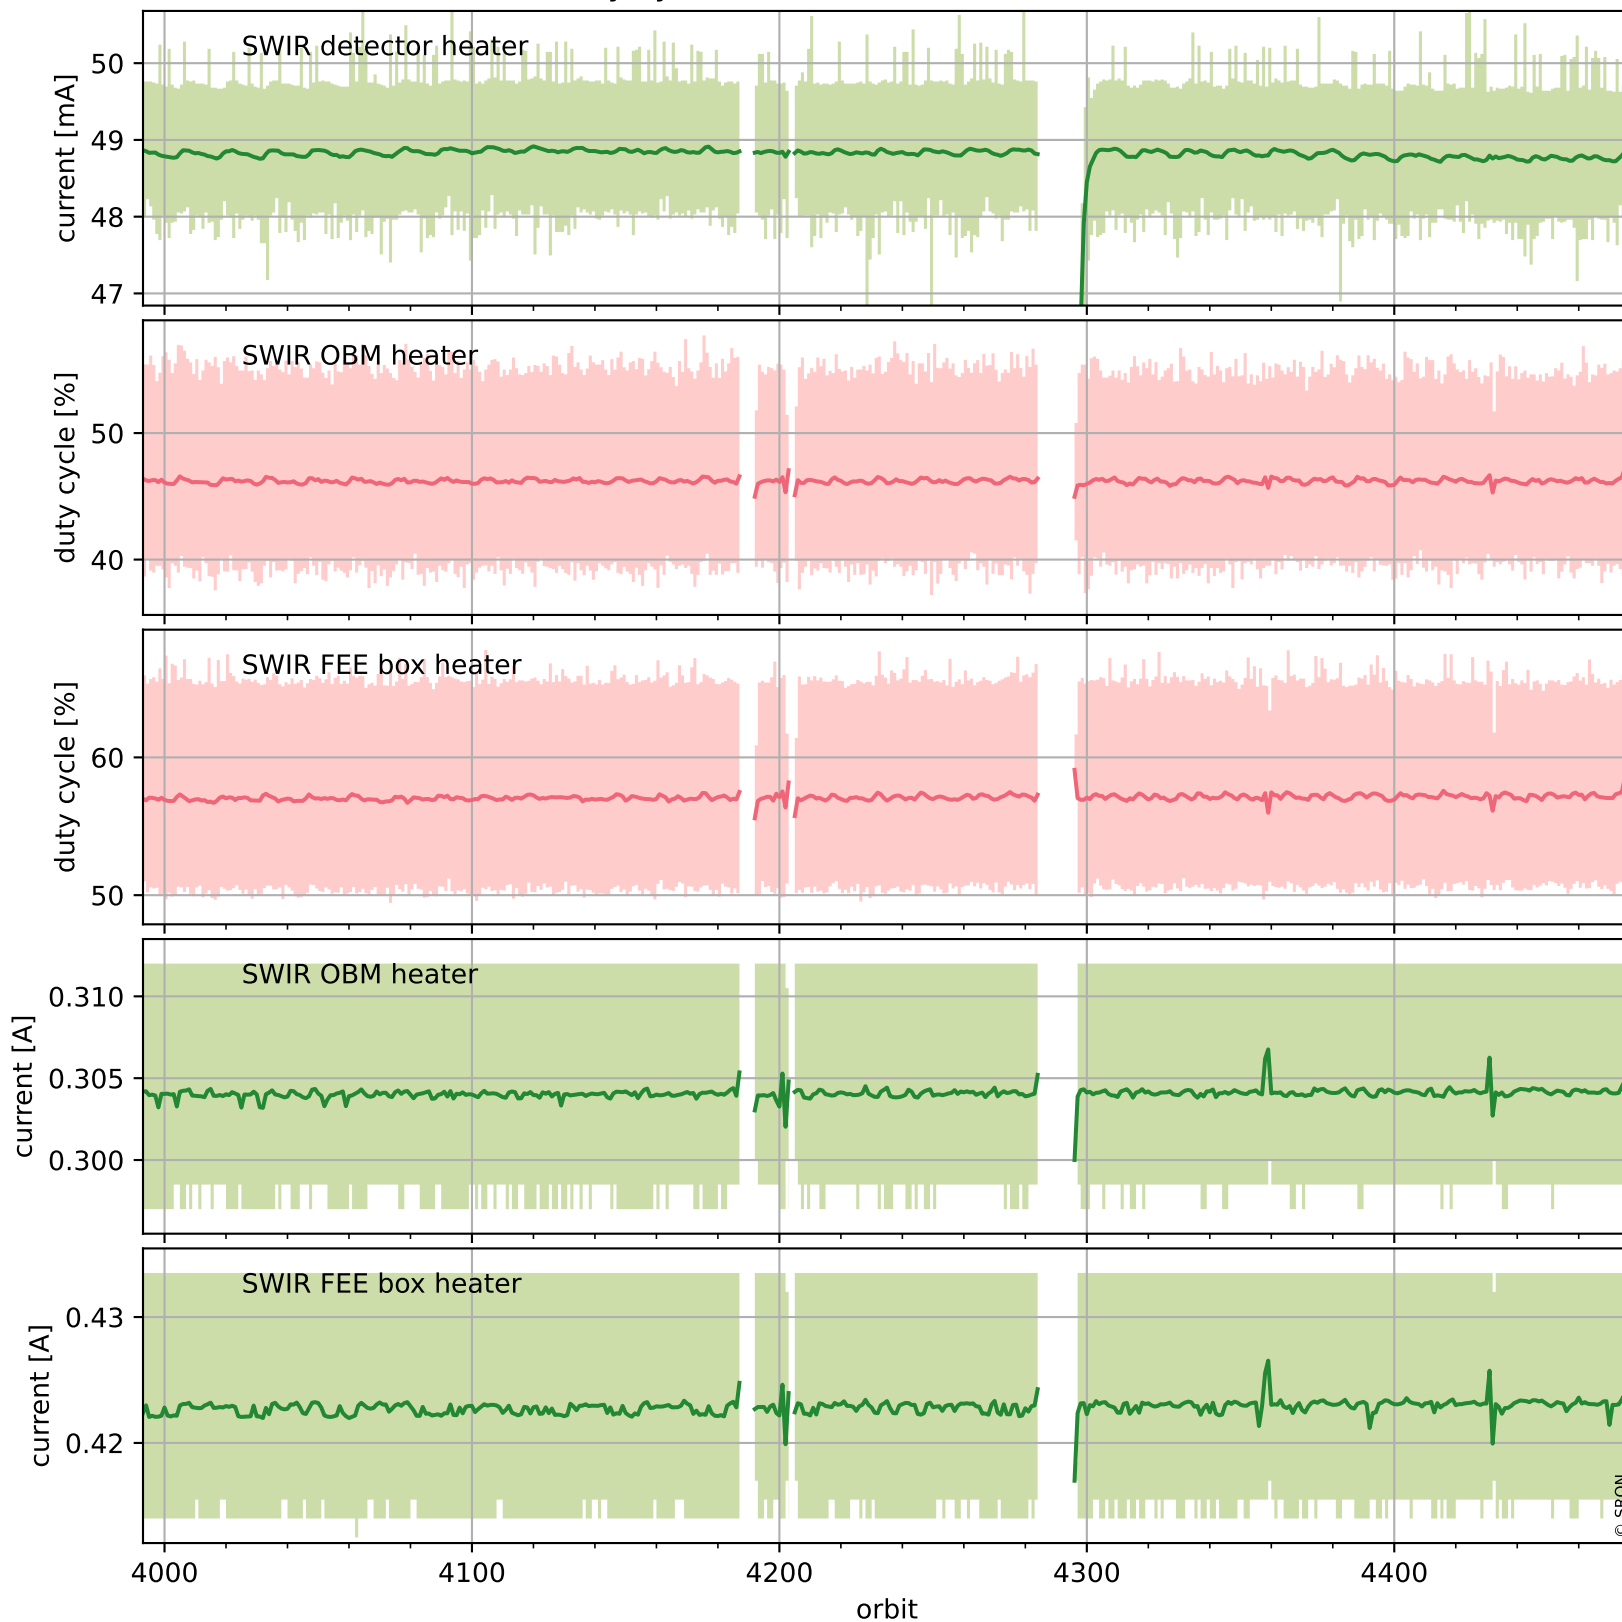 SWIR detector heater
current [mA]
50
49
48
47
SWIR OBM heater
duty cycle [%]
50
40
SWIR FEE box heater
duty cycle [%]
60
50
SWIR OBM heater
current [A]
0.310
0.305
0.300
SWIR FEE box heater
current [A]
0.43
0.42
© SRON
4000 4100 4200 4300 4400
orbit